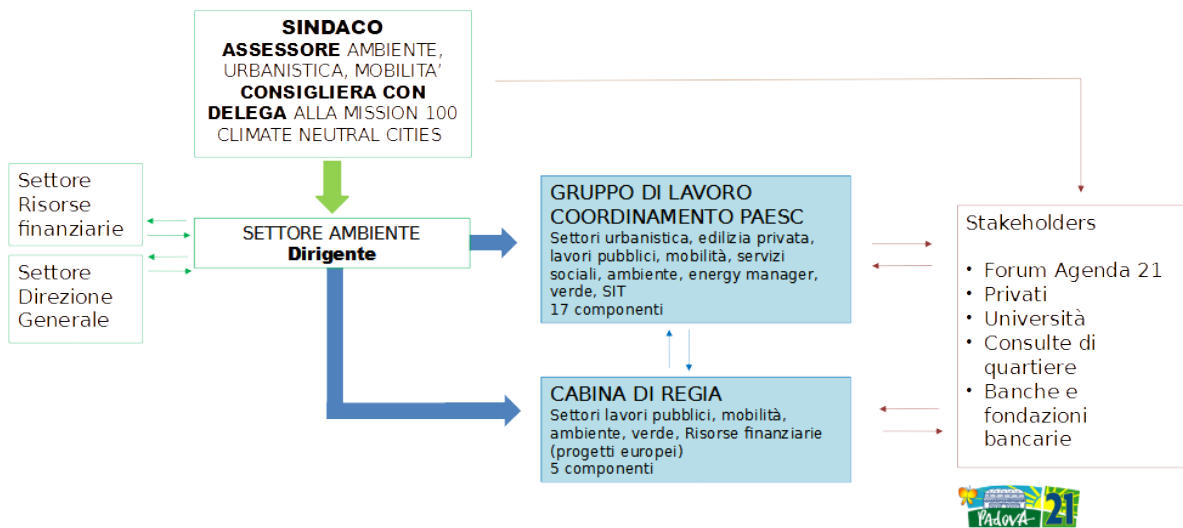 SINDACO
ASSESSORE AMBIENTE,
URBANISTICA, MOBILITA’
CONSIGLIERA CON
DELEGA ALLA MISSION 100
CLIMATE NEUTRAL CITIES
Settore
Risorse
finanziarie
Settore
Direzione
Generale
SETTORE AMBIENTE
Dirigente
GRUPPO DI LAVORO
COORDINAMENTO PAESC
Settori urbanistica, edilizia privata,
lavori pubblici, mobilità, servizi
sociali, ambiente, energy manager,
verde, SIT
17 componenti
CABINA DI REGIA
Settori lavori pubblici, mobilità,
ambiente, verde, Risorse finanziarie
(progetti europei)
5 componenti
Stakeholders
• Forum Agenda 21
• Privati
• Università
• Consulte di
quartiere
• Banche e
fondazioni
bancarie
PADOVA 21